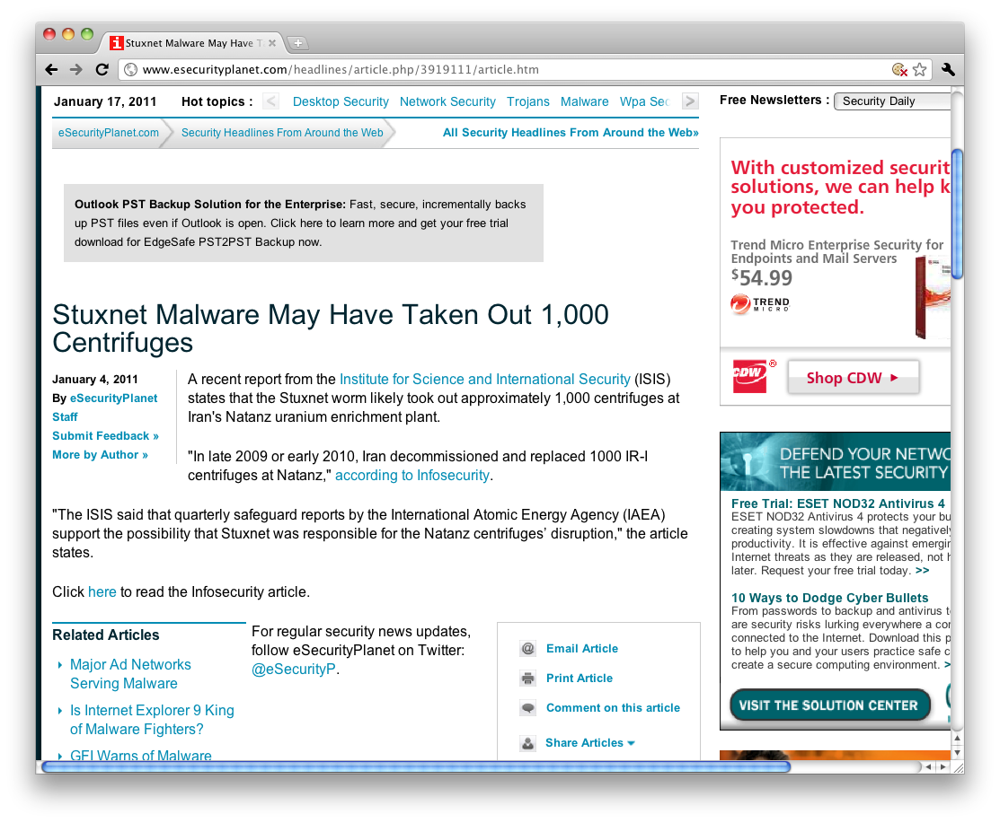 Stuxnet Malware May Have T
www.esecurityplanet.com/headlines/article.php/3919111/article.htm
January 17, 2011
Hot topics :
Desktop Security
Network Security
Trojans
Malware
Wpa Sec
Free Newsletters :
Security Daily
eSecurityPlanet.com
Security Headlines From Around the Web
All Security Headlines From Around the Web»
Outlook PST Backup Solution for the Enterprise: Fast, secure, incrementally backs
up PST files even if Outlook is open. Click here to learn more and get your free trial
download for EdgeSafe PST2PST Backup now.
Stuxnet Malware May Have Taken Out 1,000
Centrifuges
January 4, 2011
By eSecurityPlanet
Staff
Submit Feedback »
More by Author »
A recent report from the Institute for Science and International Security (ISIS)
states that the Stuxnet worm likely took out approximately 1,000 centifuges at
Iran's Natanz uranium enrichment plant.
"In late 2009 or early 2010, Iran decommissioned and replaced 1000 IR-I
centrifuges at Natanz," according to Infosecurity.
"The ISIS said that quarterly safeguard reports by the International Atomic Energy Agency (IAEA)
support the possibility that Stuxnet was responsible for the Natanz centrifuges’ disruption," the article
states.
Click here to read the Infosecurity article.
Related Articles
Major Ad Networks
Serving Malware
Is Internet Explorer 9 King
of Malware Fighters?
GFI Warns of Malware
For regular security news updates,
follow eSecurityPlanet on Twitter:
@eSecurityP.
Email Article
Print Article
Comment on this article
Share Articles
With customized securit
solutions, we can help k
you protected.
Trend Micro Enterprise Security for
Endpoints and Mail Servers
$54.99
TREND
MICRO
CDW®
Shop CDW
DEFEND YOUR NETWO
THE LATEST SECURITY
Free Trial: ESET NOD32 Antivirus 4
ESET NOD32 Antivirus 4 protects your bu
creating system slowdowns that negatively
productivity. It is effective against emergin
Internet threats as they are released, not h
later. Request your free trial today. >>
10 Ways to Dodge Cyber Bullets
From passwords to backup and antivirus t
are security risks lurking everywhere a co
connected to the Internet. Download this p
to help you and your users practice safe c
create a secure computing environment. >
VISIT THE SOLUTION CENTER